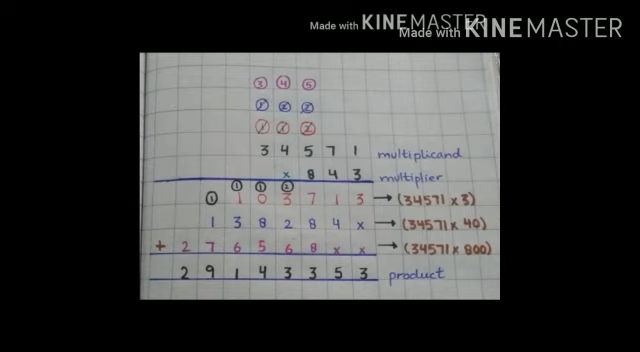 Made with KINEMASTER
Made with KINEMASTER
3 4 5
1 2 2
1 1 2
3 4 5 7 1 multiplicand
x 8 4 3 multiplier
1 1 1 2
1 0 3 7 1 3 → (34571 x 3)
1 3 8 2 8 4 x → (34571 x 40)
+ 2 7 6 5 6 8 x x → (34571 x 800)
2 9 1 4 3 3 5 3 product